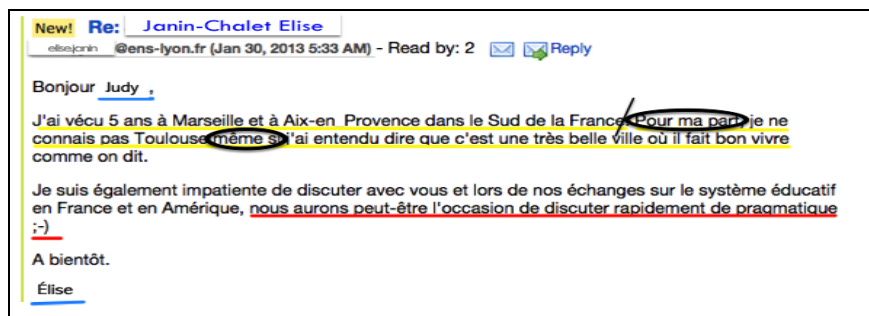 New! Re: Janin-Chalet Elise
elisejanin @ens-lyon.fr (Jan 30, 2013 5:33 AM) - Read by: 2 Reply
Bonjour Judy ,
J'ai vécu 5 ans à Marseille et à Aix-en Provence dans le Sud de la France. Pour ma part, je ne
connais pas Toulouse même si j'ai entendu dire que c'est une très belle ville où il fait bon vivre
comme on dit.
Je suis également impatiente de discuter avec vous et lors de nos échanges sur le système éducatif
en France et en Amérique, nous aurons peut-être l'occasion de discuter rapidement de pragmatique
;-)
A bientôt.
Élise